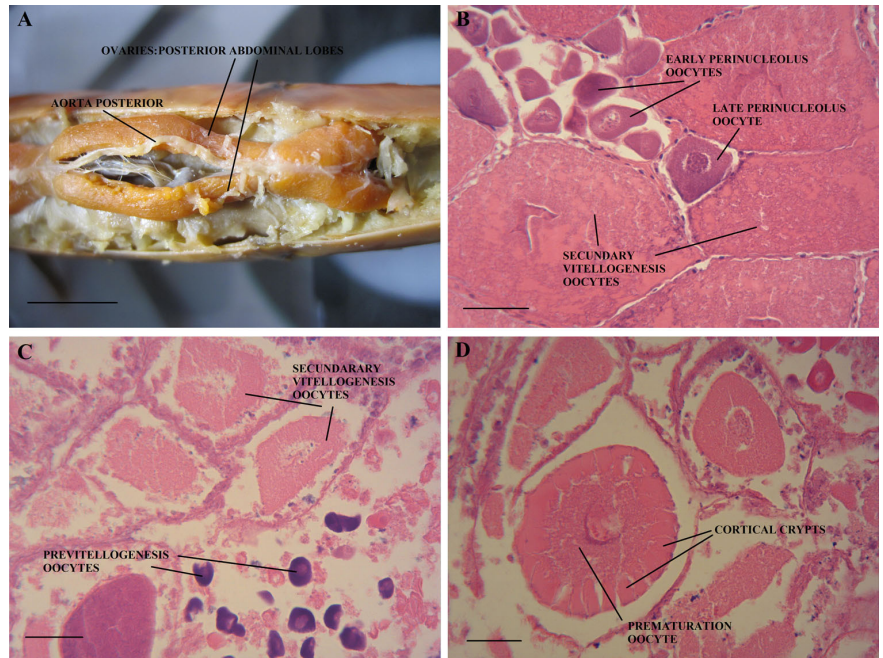 A
OVARIES:POSTERIOR ABDOMINAL LOBES
AORTA POSTERIOR
B
EARLY PERINUCLEOLUS
OOCYTES
LATE PERINUCLEOLUS
OOCYTE
SECUNDARY
VITELLOGENESIS
OOCYTES
C
SECUNDARARY
VITELLOGENESIS
OOCYTES
PREVITELLOGENESIS
OOCYTES
D
CORTICAL CRYPTS
PREMATURATION
OOCYTE